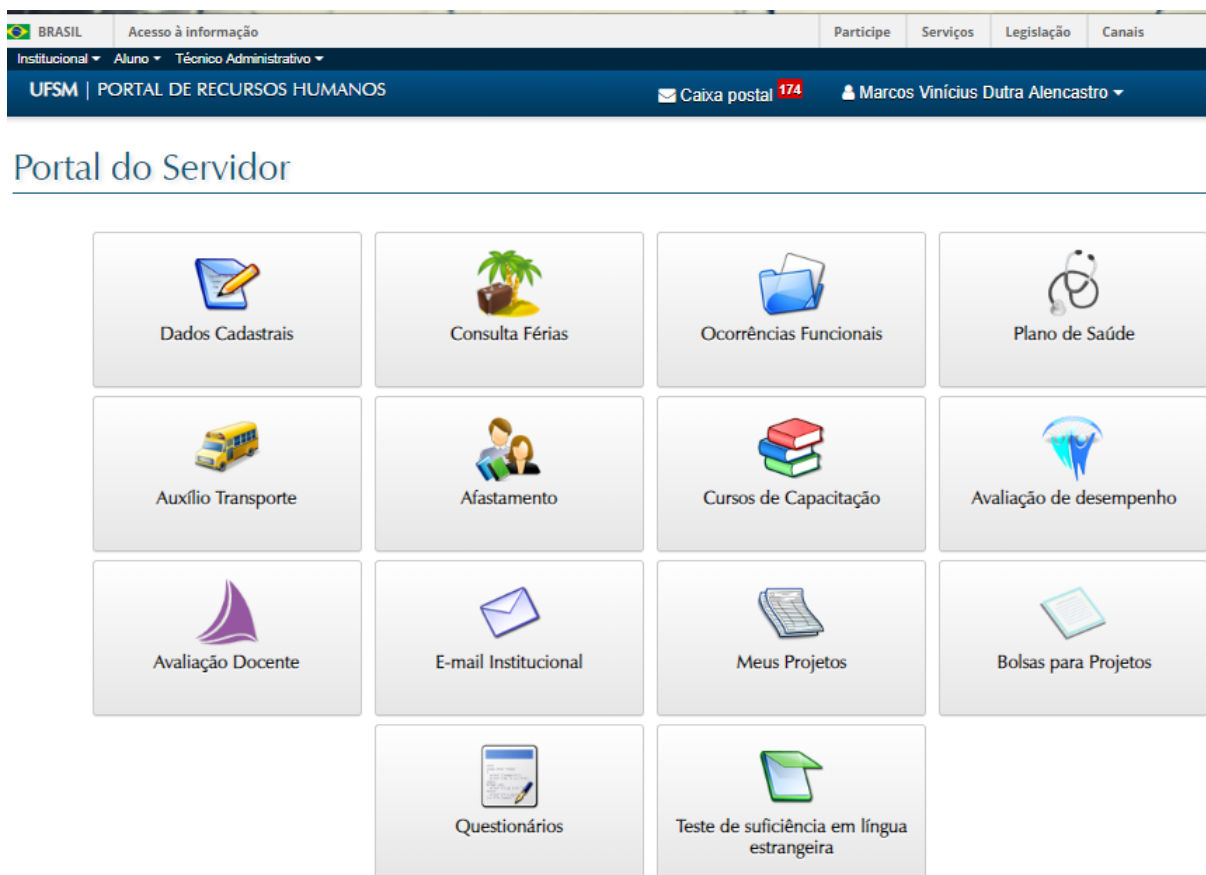 BRASIL Acesso à informação Participe Serviços Legislação Canais
Institucional Aluno Técnico Administrativo
UFSM | PORTAL DE RECURSOS HUMANOS Caixa postal 174 Marcos Vinícius Dutra Alencastro
Portal do Servidor
Dados Cadastrais Consulta Férias Ocorrências Funcionais Plano de Saúde
Auxílio Transporte Afastamento Cursos de Capacitação Avaliação de desempenho
Avaliação Docente E-mail Institucional Meus Projetos Bolsas para Projetos
Questionários Teste de suficiência em língua
estrangeira